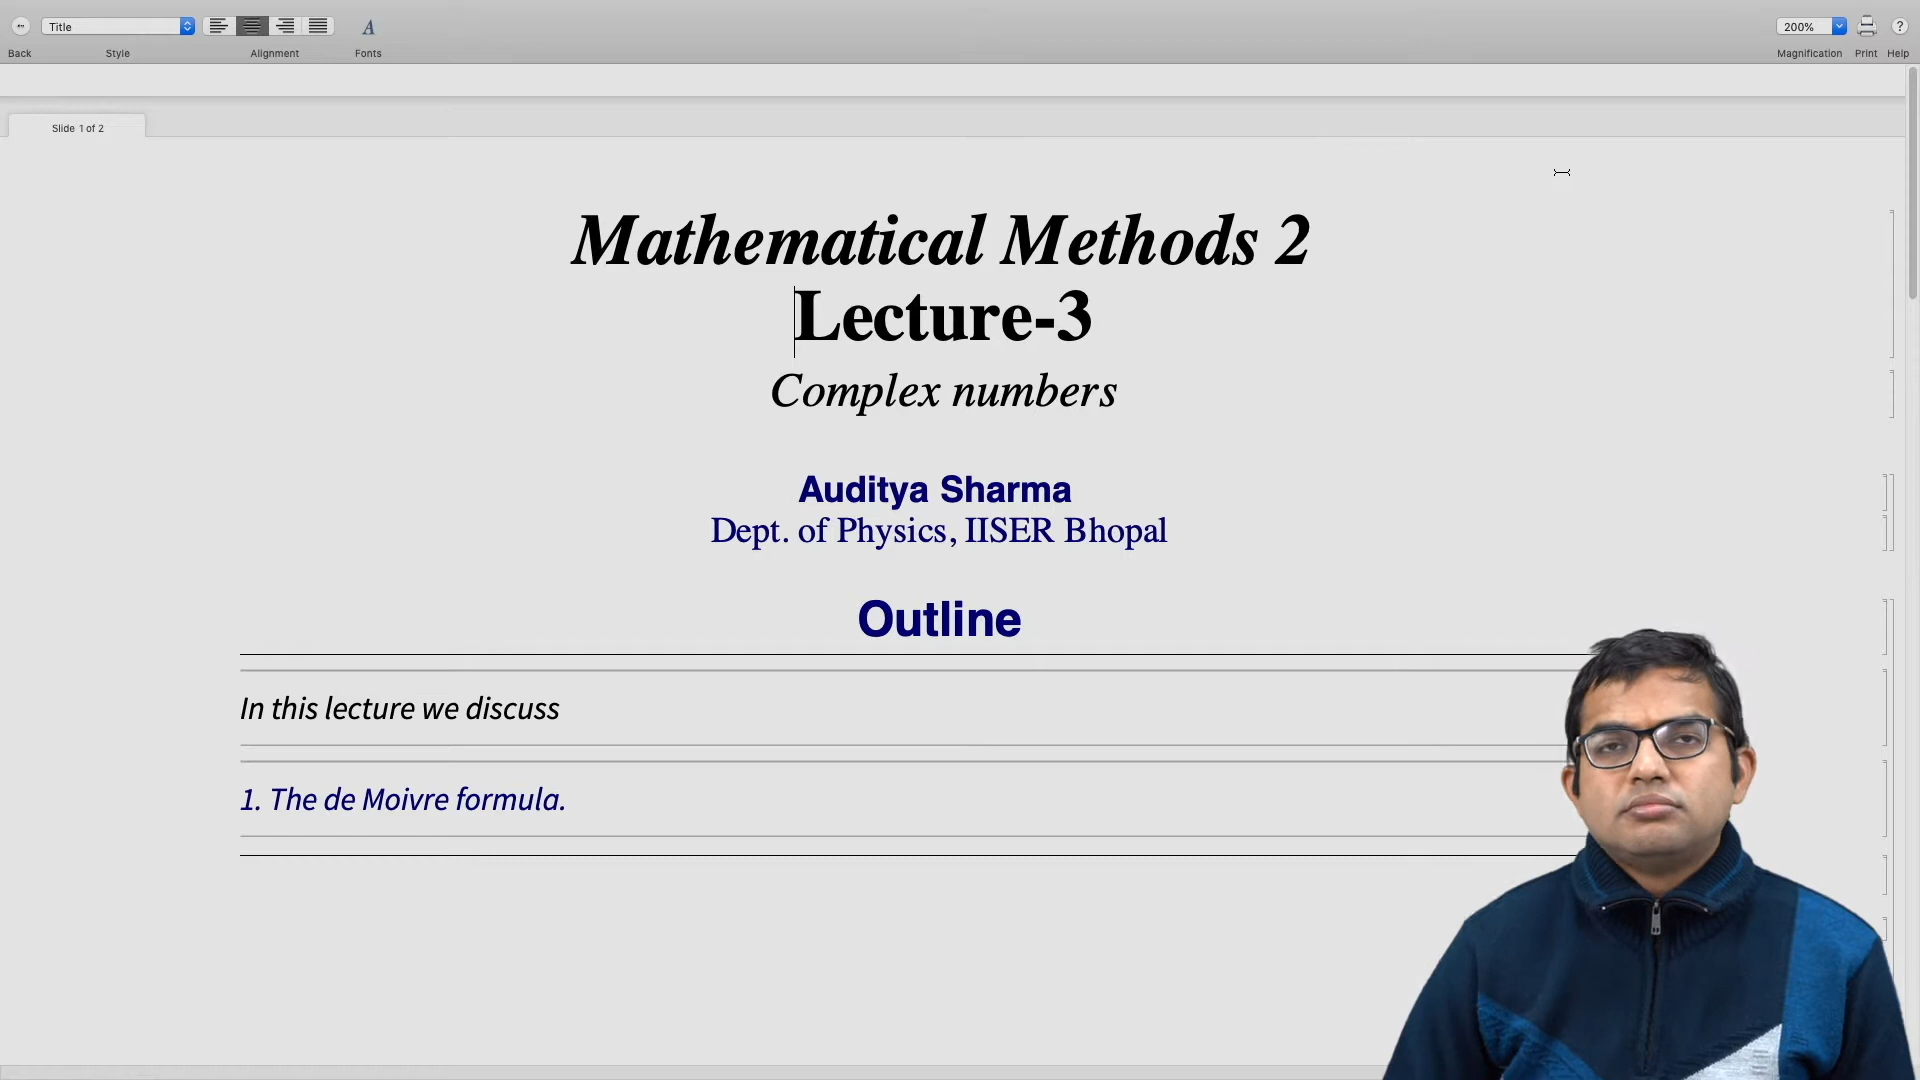 Title
200%
Back
Style
Alignment
Fonts
Magnification
Print
Help
Slide 1 of 2
Mathematical Methods 2
Lecture-3
Complex numbers
Auditya Sharma
Dept. of Physics, IISER Bhopal
Outline
In this lecture we discuss
1. The de Moivre formula.